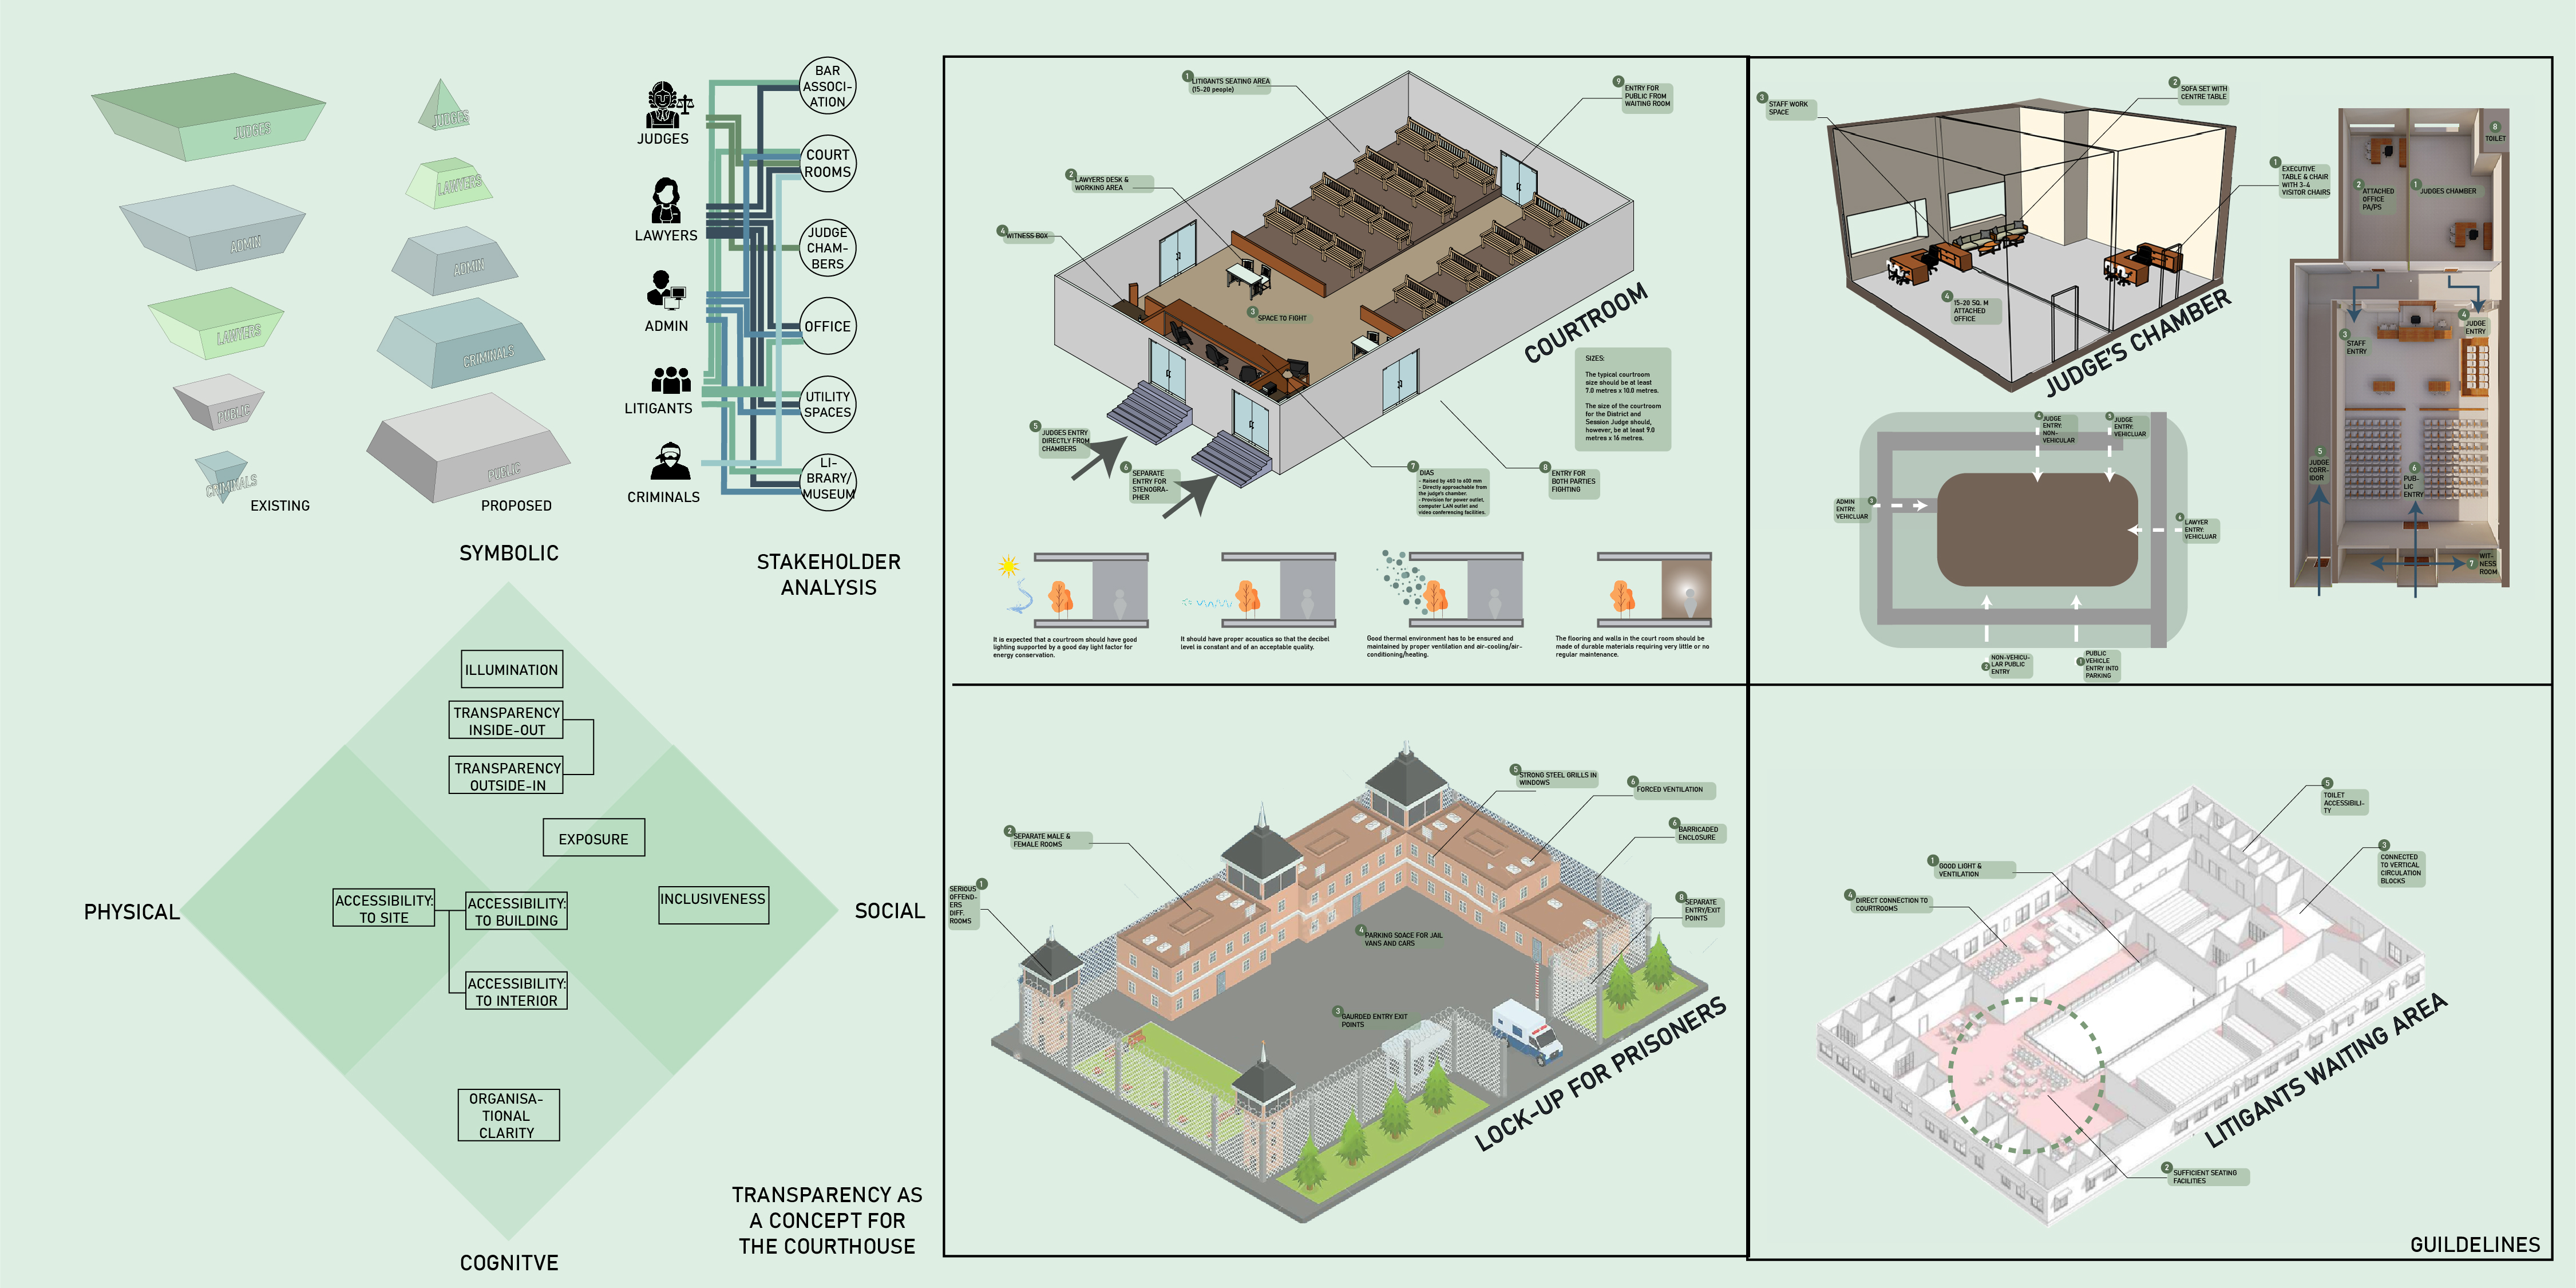 JUDGES
ADMIN
LAWYERS
PUBLIC
CRIMINALS
EXISTING
JUDGES
LAWYERS
ADMIN
CRIMINALS
PUBLIC
PROPOSED
JUDGES
LAWYERS
ADMIN
LITIGANTS
CRIMINALS
BAR
ASSOCI-
ATION
COURT
ROOMS
JUDGE
CHAM-
BERS
OFFICE
UTILITY
SPACES
LI-
BRARY/
MUSEUM
STAKEHOLDER
ANALYSIS
SYMBOLIC
ILLUMINATION
TRANSPARENCY
INSIDE-OUT
TRANSPARENCY
OUTSIDE-IN
EXPOSURE
PHYSICAL
ACCESSIBILITY:
TO SITE
ACCESSIBILITY:
TO BUILDING
INCLUSIVENESS
SOCIAL
ACCESSIBILITY:
TO INTERIOR
ORGANISA-
TIONAL
CLARITY
COGNITVE
TRANSPARENCY AS
A CONCEPT FOR
THE COURTHOUSE
1
LITIGANTS SEATING AREA
(15-20 people)
9
ENTRY FOR
PUBLIC FROM
WAITING ROOM
2
LAWYERS DESK &
WORKING AREA
4
WITNESS BOX
3
SPACE TO FIGHT
COURTROOM
SIZES:
The typical courtroom
size should be at least
7.0 metres x 10.0 metres.
The size of the courtroom
for the District and
Session Judge should,
however, be at least 9.0
metres x 16 metres.
5
JUDGES ENTRY
DIRECTLY FROM
CHAMBERS
6
SEPARATE
ENTRY FOR
STENOGRA-
PHER
7
DIAS
- Raised by 460 to 600 mm
- Directly approachable from
the judge's chamber.
- Provision for power outlet,
computer LAN outlet and
video conferencing facilities.
8
ENTRY FOR
BOTH PARTIES
FIGHTING
It is expected that a courtroom should have good
lighting supported by a good day light factor for
energy conservation.
It should have proper acoustics so that the decibel
level is constant and of an acceptable quality.
Good thermal environment has to be ensured and
maintained by proper ventilation and air-cooling/air-
conditioning/heating.
The flooring and walls in the court room should be
made of durable materials requiring very little or no
regular maintenance.
3
STAFF WORK
SPACE
2
SOFA SET WITH
CENTRE TABLE
1
EXECUTIVE
TABLE & CHAIR
WITH 3-4
VISITOR CHAIRS
4
15-20 SQ. M
ATTACHED
OFFICE
JUDGE'S CHAMBER
8
TOILET
2
ATTACHED
OFFICE
PA/PS
1
JUDGES CHAMBER
3
STAFF
ENTRY
4
JUDGE
ENTRY
5
JUDGE
CORR-
IDOR
6
PUB-
LIC
ENTRY
7
WIT-
NESS
ROOM
4
JUDGE
ENTRY:
NON-
VEHICULAR
5
JUDGE
ENTRY:
VEHICLUAR
ADMIN
ENTRY:
VEHICLUAR
3
6
LAWYER
ENTRY:
VEHICLUAR
2
NON-VEHICU-
LAR PUBLIC
ENTRY
1
PUBLIC
VEHICLE
ENTRY INTO
PARKING
5
STRONG STEEL GRILLS IN
WINDOWS
6
FORCED VENTILATION
2
SEPARATE MALE &
FEMALE ROOMS
6
BARRICADED
ENCLOSURE
1
SERIOUS
OFFEND-
ERS
DIFF.
ROOMS
8
SEPARATE
ENTRY/EXIT
POINTS
4
PARKING SOACE FOR JAIL
VANS AND CARS
3
GAURDED ENTRY EXIT
POINTS
LOCK-UP FOR PRISONERS
5
TOILET
ACCESSIBILI-
TY
1
GOOD LIGHT &
VENTILATION
3
CONNECTED
TO VERTICAL
CIRCULATION
BLOCKS
4
DIRECT CONNECTION TO
COURTROOMS
2
SUFFICIENT SEATING
FACILITIES
LITIGANTS WAITING AREA
GUILDELINES